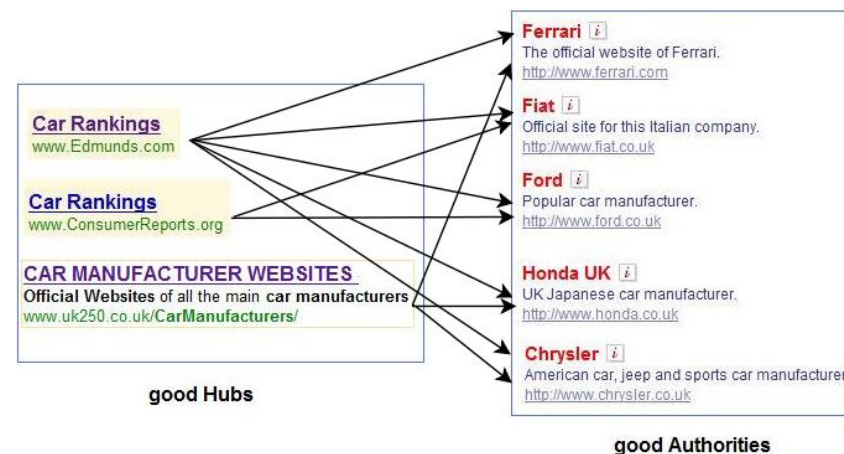 Car Rankings
www.Edmunds.com
Car Rankings
www.ConsumerReports.org
CAR MANUFACTURER WEBSITES
Official Websites of all the main car manufacturers
www.uk250.co.uk/CarManufacturers/
good Hubs
Ferrari i
The official website of Ferrari.
http://www.ferrari.com
Fiat i
Official site for this Italian company.
http://www.fiat.co.uk
Ford i
Popular car manufacturer.
http://www.ford.co.uk
Honda UK i
UK Japanese car manufacturer.
http://www.honda.co.uk
Chrysler i
American car, jeep and sports car manufacturer
http://www.chrysler.co.uk
good Authorities